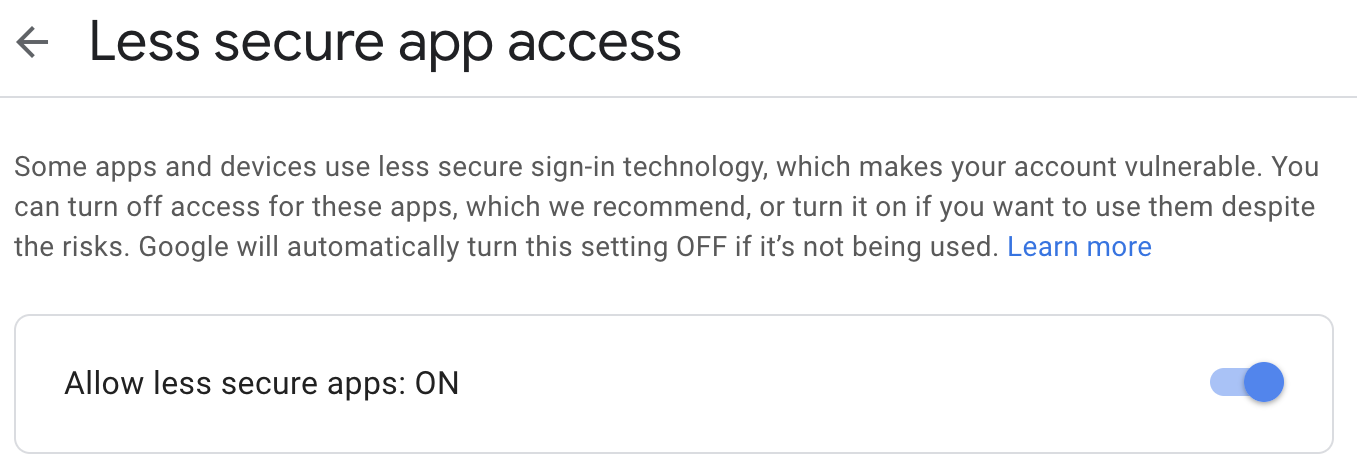 Less secure app access
Some apps and devices use less secure sign-in technology, which makes your account vulnerable. You
can turn off access for these apps, which we recommend, or turn it on if you want to use them despite
the risks. Google will automatically turn this setting OFF if it’s not being used. Learn more
Allow less secure apps: ON